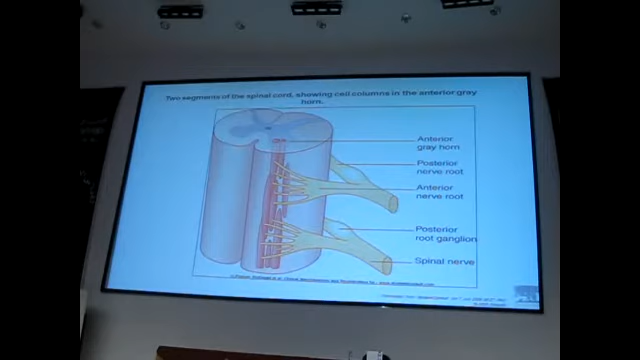 Two segments of the spinal cord, showing cell columns in the anterior gray
horn.
Anterior
gray horn
Posterior
nerve root
Anterior
nerve root
Posterior
root ganglion
Spinal nerve